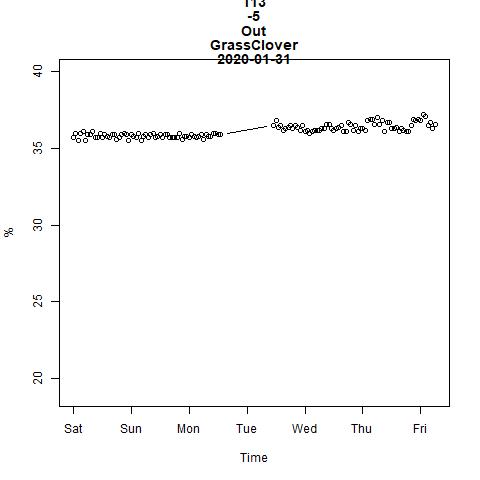 113
-5
Out
GrassClover
2020-01-31
40
35
30
25
20
%
Sat
Sun
Mon
Tue
Wed
Thu
Fri
Time